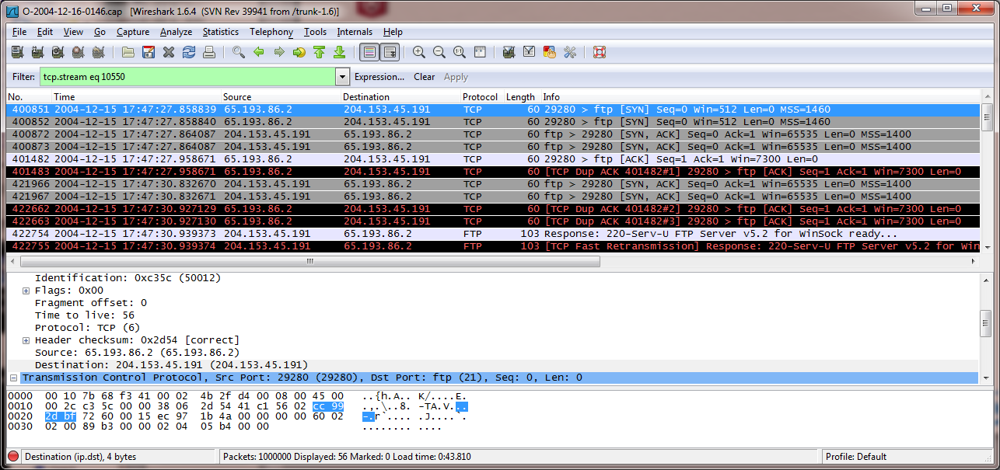 O-2004-12-16-0146.cap [Wireshark 1.6.4 (SVN Rev 39941 from /trunk-1.6)]
File Edit View Go Capture Analyze Statistics Telephony Tools Internals Help
Filter: tcp.stream eq 10550 Expression... Clear Apply
No. Time Source Destination Protocol Length Info
400851 2004-12-15 17:47:27.858839 65.193.86.2 204.153.45.191 TCP 60 29280 > ftp [SYN] Seq=0 Win=512 Len=0 MSS=1460
400852 2004-12-15 17:47:27.858840 65.193.86.2 204.153.45.191 TCP 60 29280 > ftp [SYN] Seq=0 Win=512 Len=0 MSS=1460
400872 2004-12-15 17:47:27.864087 204.153.45.191 65.193.86.2 TCP 60 ftp > 29280 [SYN, ACK] Seq=0 Ack=1 Win=65535 Len=0 MSS=1400
400873 2004-12-15 17:47:27.864087 204.153.45.191 65.193.86.2 TCP 60 ftp > 29280 [SYN, ACK] Seq=0 Ack=1 Win=65535 Len=0 MSS=1400
401482 2004-12-15 17:47:27.958671 65.193.86.2 204.153.45.191 TCP 60 29280 > ftp [ACK] Seq=1 Ack=1 Win=7300 Len=0
401483 2004-12-15 17:47:27.958671 65.193.86.2 204.153.45.191 TCP 60 [TCP Dup ACK 401482#1] 29280 > ftp [ACK] Seq=1 Ack=1 Win=7300 Len=0
421966 2004-12-15 17:47:30.832670 204.153.45.191 65.193.86.2 TCP 60 ftp > 29280 [SYN, ACK] Seq=0 Ack=1 Win=65535 Len=0 MSS=1400
421967 2004-12-15 17:47:30.832671 204.153.45.191 65.193.86.2 TCP 60 ftp > 29280 [SYN, ACK] Seq=0 Ack=1 Win=65535 Len=0 MSS=1400
422662 2004-12-15 17:47:30.927129 65.193.86.2 204.153.45.191 TCP 60 [TCP Dup ACK 401482#2] 29280 > ftp [ACK] Seq=1 Ack=1 Win=7300 Len=0
422663 2004-12-15 17:47:30.927130 65.193.86.2 204.153.45.191 TCP 60 [TCP Dup ACK 401482#3] 29280 > ftp [ACK] Seq=1 Ack=1 Win=7300 Len=0
422754 2004-12-15 17:47:30.939373 204.153.45.191 65.193.86.2 FTP 103 Response: 220-Serv-U FTP Server v5.2 for WinSock ready...
422755 2004-12-15 17:47:30.939374 204.153.45.191 65.193.86.2 FTP 103 [TCP Fast Retransmission] Response: 220-Serv-U FTP Server v5.2 for Win
Identification: 0xc35c (50012)
Flags: 0x00
Fragment offset: 0
Time to live: 56
Protocol: TCP (6)
Header checksum: 0x2d54 [correct]
Source: 65.193.86.2 (65.193.86.2)
Destination: 204.153.45.191 (204.153.45.191)
Transmission Control Protocol, Src Port: 29280 (29280), Dst Port: ftp (21), Seq: 0, Len: 0
0000 00 10 7b 68 f3 41 00 02 4b 2f fd d4 00 08 00 45 00 ..{h.A.. K/....E.
0010 00 2c c3 5c 00 00 38 06 2d 54 41 c1 56 02 cc 99 .,.\..8. -TA.V...
0020 2d bf 72 60 00 15 ec 97 1b 4a 00 00 00 00 60 02 -.r`.... .J....`.
0030 02 00 89 b3 00 00 02 04 05 b4 00 00 ........ ....
Destination (ip.dst), 4 bytes Packets: 1000000 Displayed: 56 Marked: 0 Load time: 0:43.810 Profile: Default